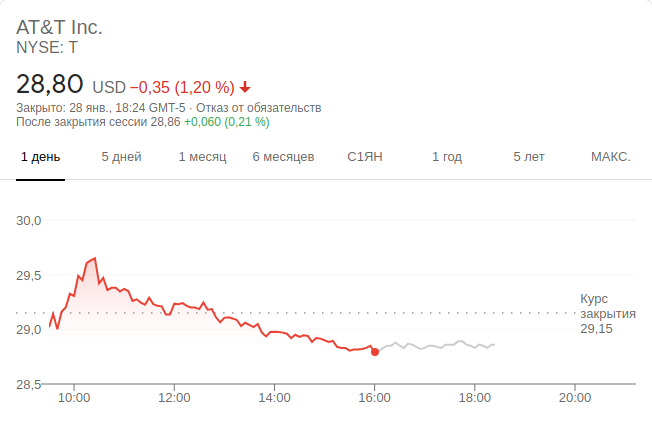 AT&T Inc.
NYSE: T
28,80 USD −0,35 (1,20 %)
Закрыто: 28 янв., 18:24 GMT-5 · Отказ от обязательств
После закрытия сессии 28,86 +0,060 (0,21 %)
1 день 5 дней 1 месяц 6 месяцев С1ЯН 1 год 5 лет МАКС.
30,0
29,5
Курс
закрытия
29,15
29,0
28,5
10:00 12:00 14:00 16:00 18:00 20:00